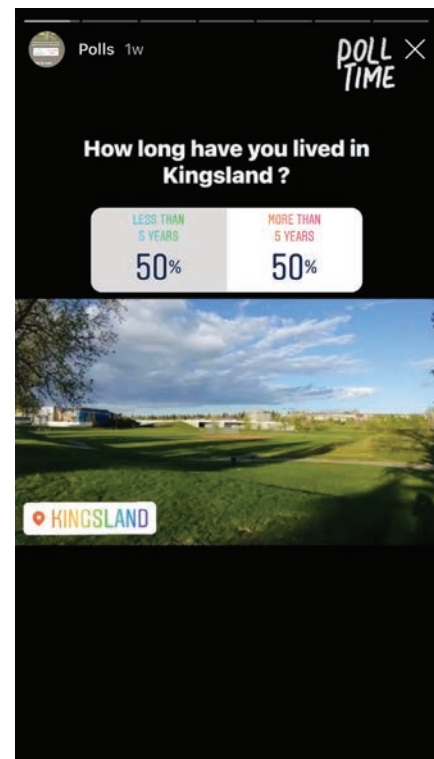 Polls 1w
POLL
TIME
How long have you lived in
Kingsland ?
LESS THAN
5 YEARS
50%
MORE THAN
5 YEARS
50%
KINGSLAND